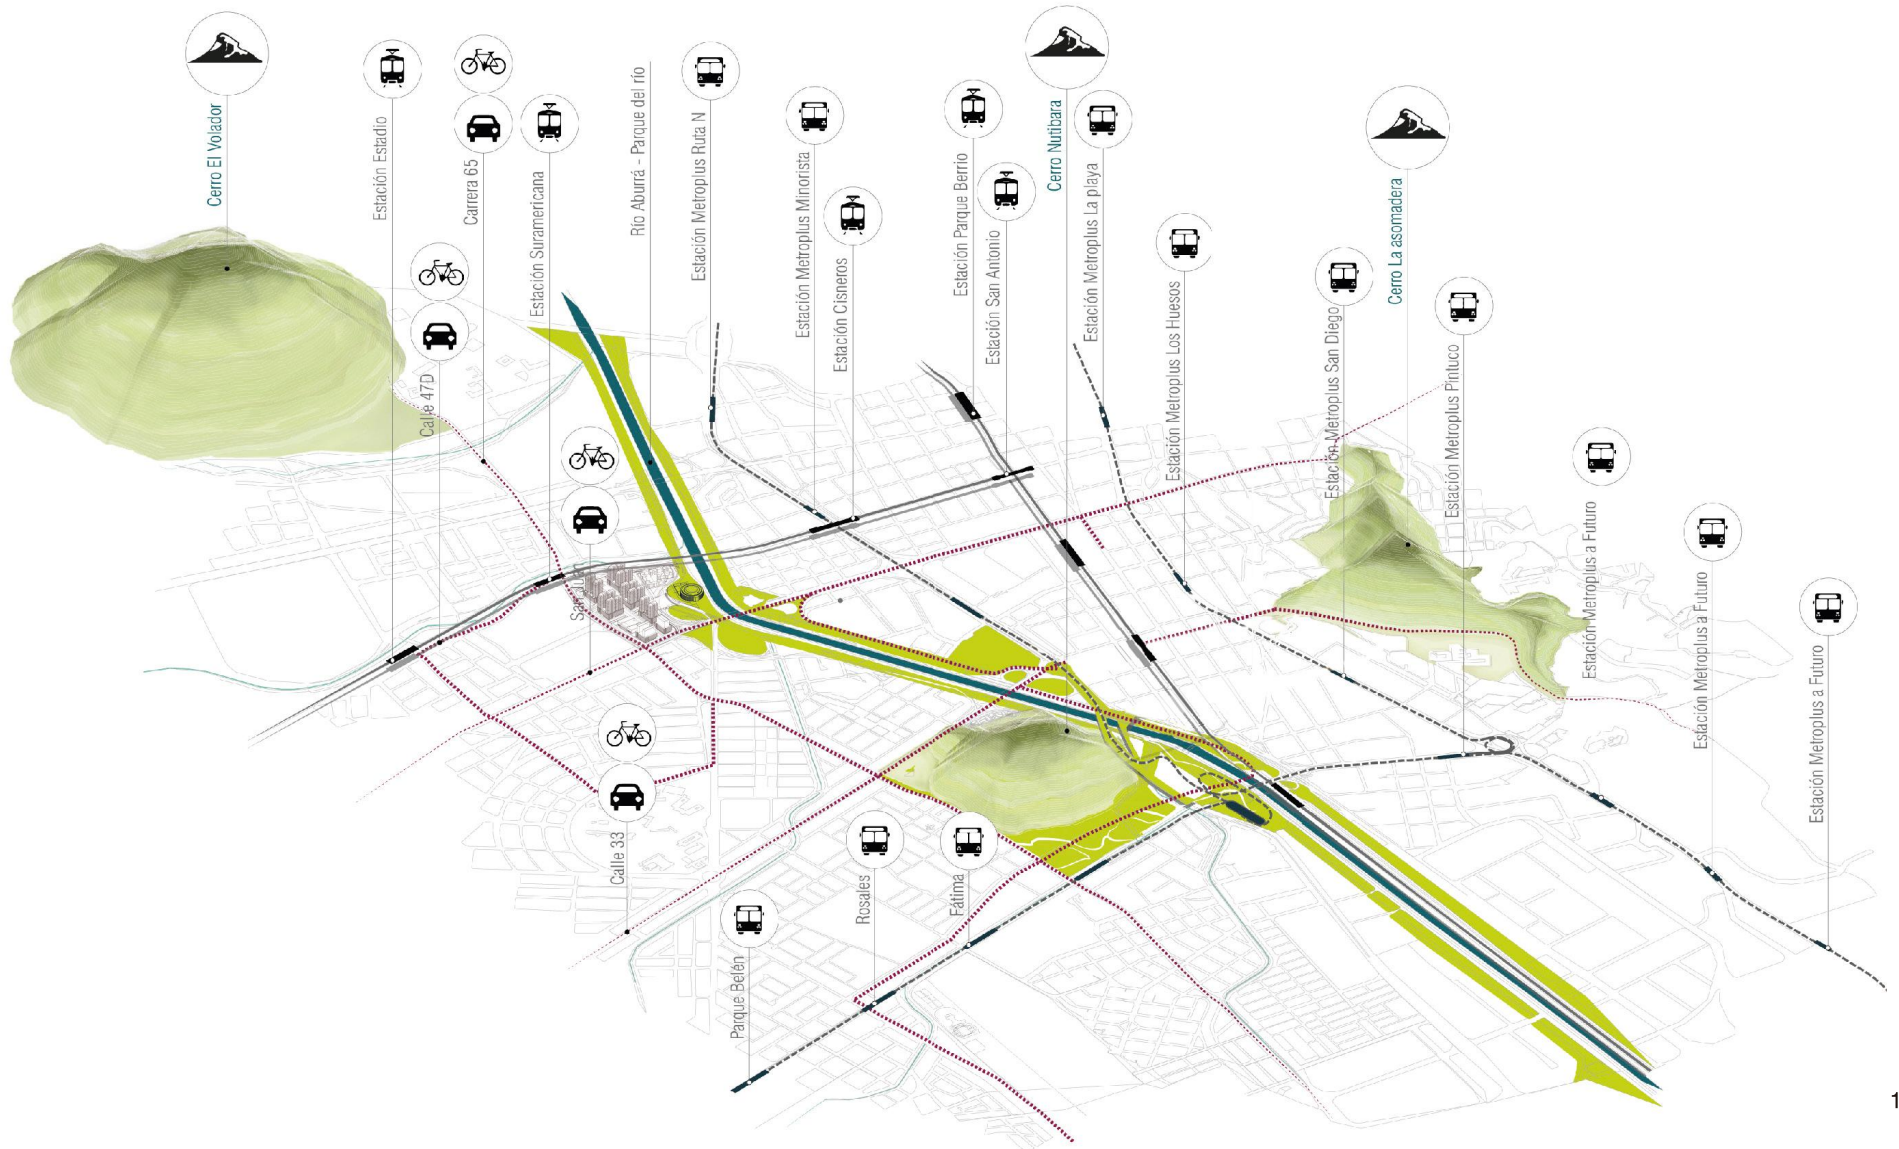 Cerro El Volador
Estación Estadio
Calle 47D
Carrera 65
Estación Suramericana
San Juan
Río Aburrá - Parque del río
Estación Metroplus Ruta N
Estación Metroplus Minorista
Estación Cisneros
Estación Parque Berrio
Estación San Antonio
Cerro Nutibara
Estación Metroplus La playa
Estación Metroplus Los Huesos
Estación Metroplus San Diego
Cerro La asomadera
Estación Metroplus Pintuco
Estación Metroplus a Futuro
Estación Metroplus a Futuro
Estación Metroplus a Futuro
Calle 33
Parque Belén
Rosales
Fátima
1